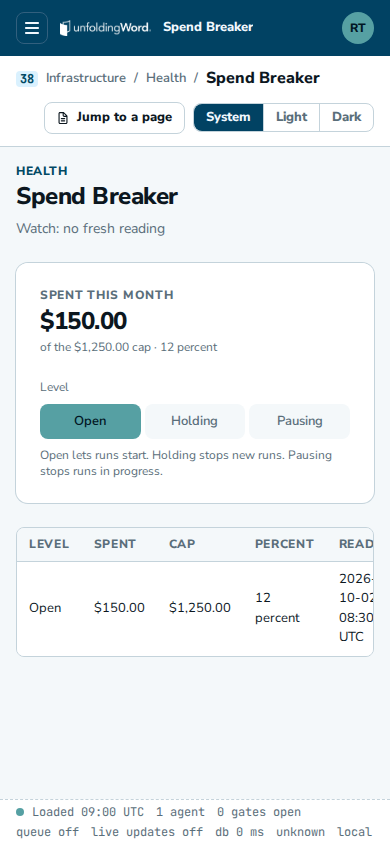 unfoldingWord. Spend Breaker RT
38 Infrastructure / Health / Spend Breaker
Jump to a page System Light Dark
HEALTH
Spend Breaker
Watch: no fresh reading
SPENT THIS MONTH
$150.00
of the $1,250.00 cap · 12 percent
Level
Open Holding Pausing
Open lets runs start. Holding stops new runs. Pausing
stops runs in progress.
LEVEL SPENT CAP PERCENT READ
Open $150.00 $1,250.00 12 percent 2026-
10-02
08:30
UTC
Loaded 09:00 UTC 1 agent 0 gates open
queue off live updates off db 0 ms unknown local